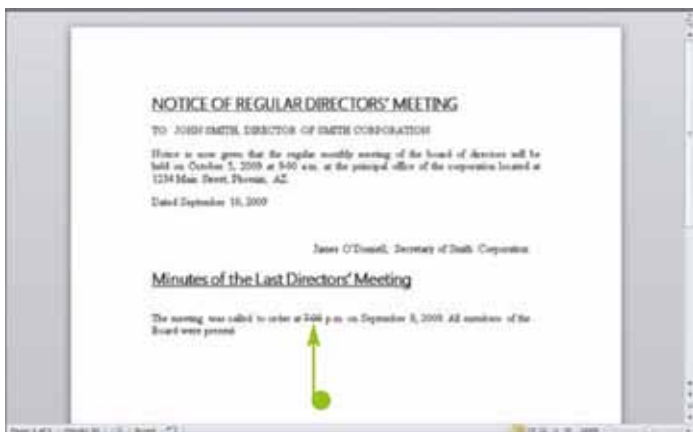 NOTICE OF REGULAR DIRECTORS' MEETING
TO: JOHN SMITH, DIRECTOR OF SMITH CORPORATION
Notice is now given that the regular monthly meeting of the board of directors will be
held on October 5, 2009 at 9:00 a.m. at the principal office of the corporation located at
1234 Main Street, Phoenix, AZ.
Dated September 10, 2009
James O'Donnell, Secretary of Smith Corporation
Minutes of the Last Directors' Meeting
The meeting was called to order at p.m. on September 8, 2009. All members of the
Board were present.